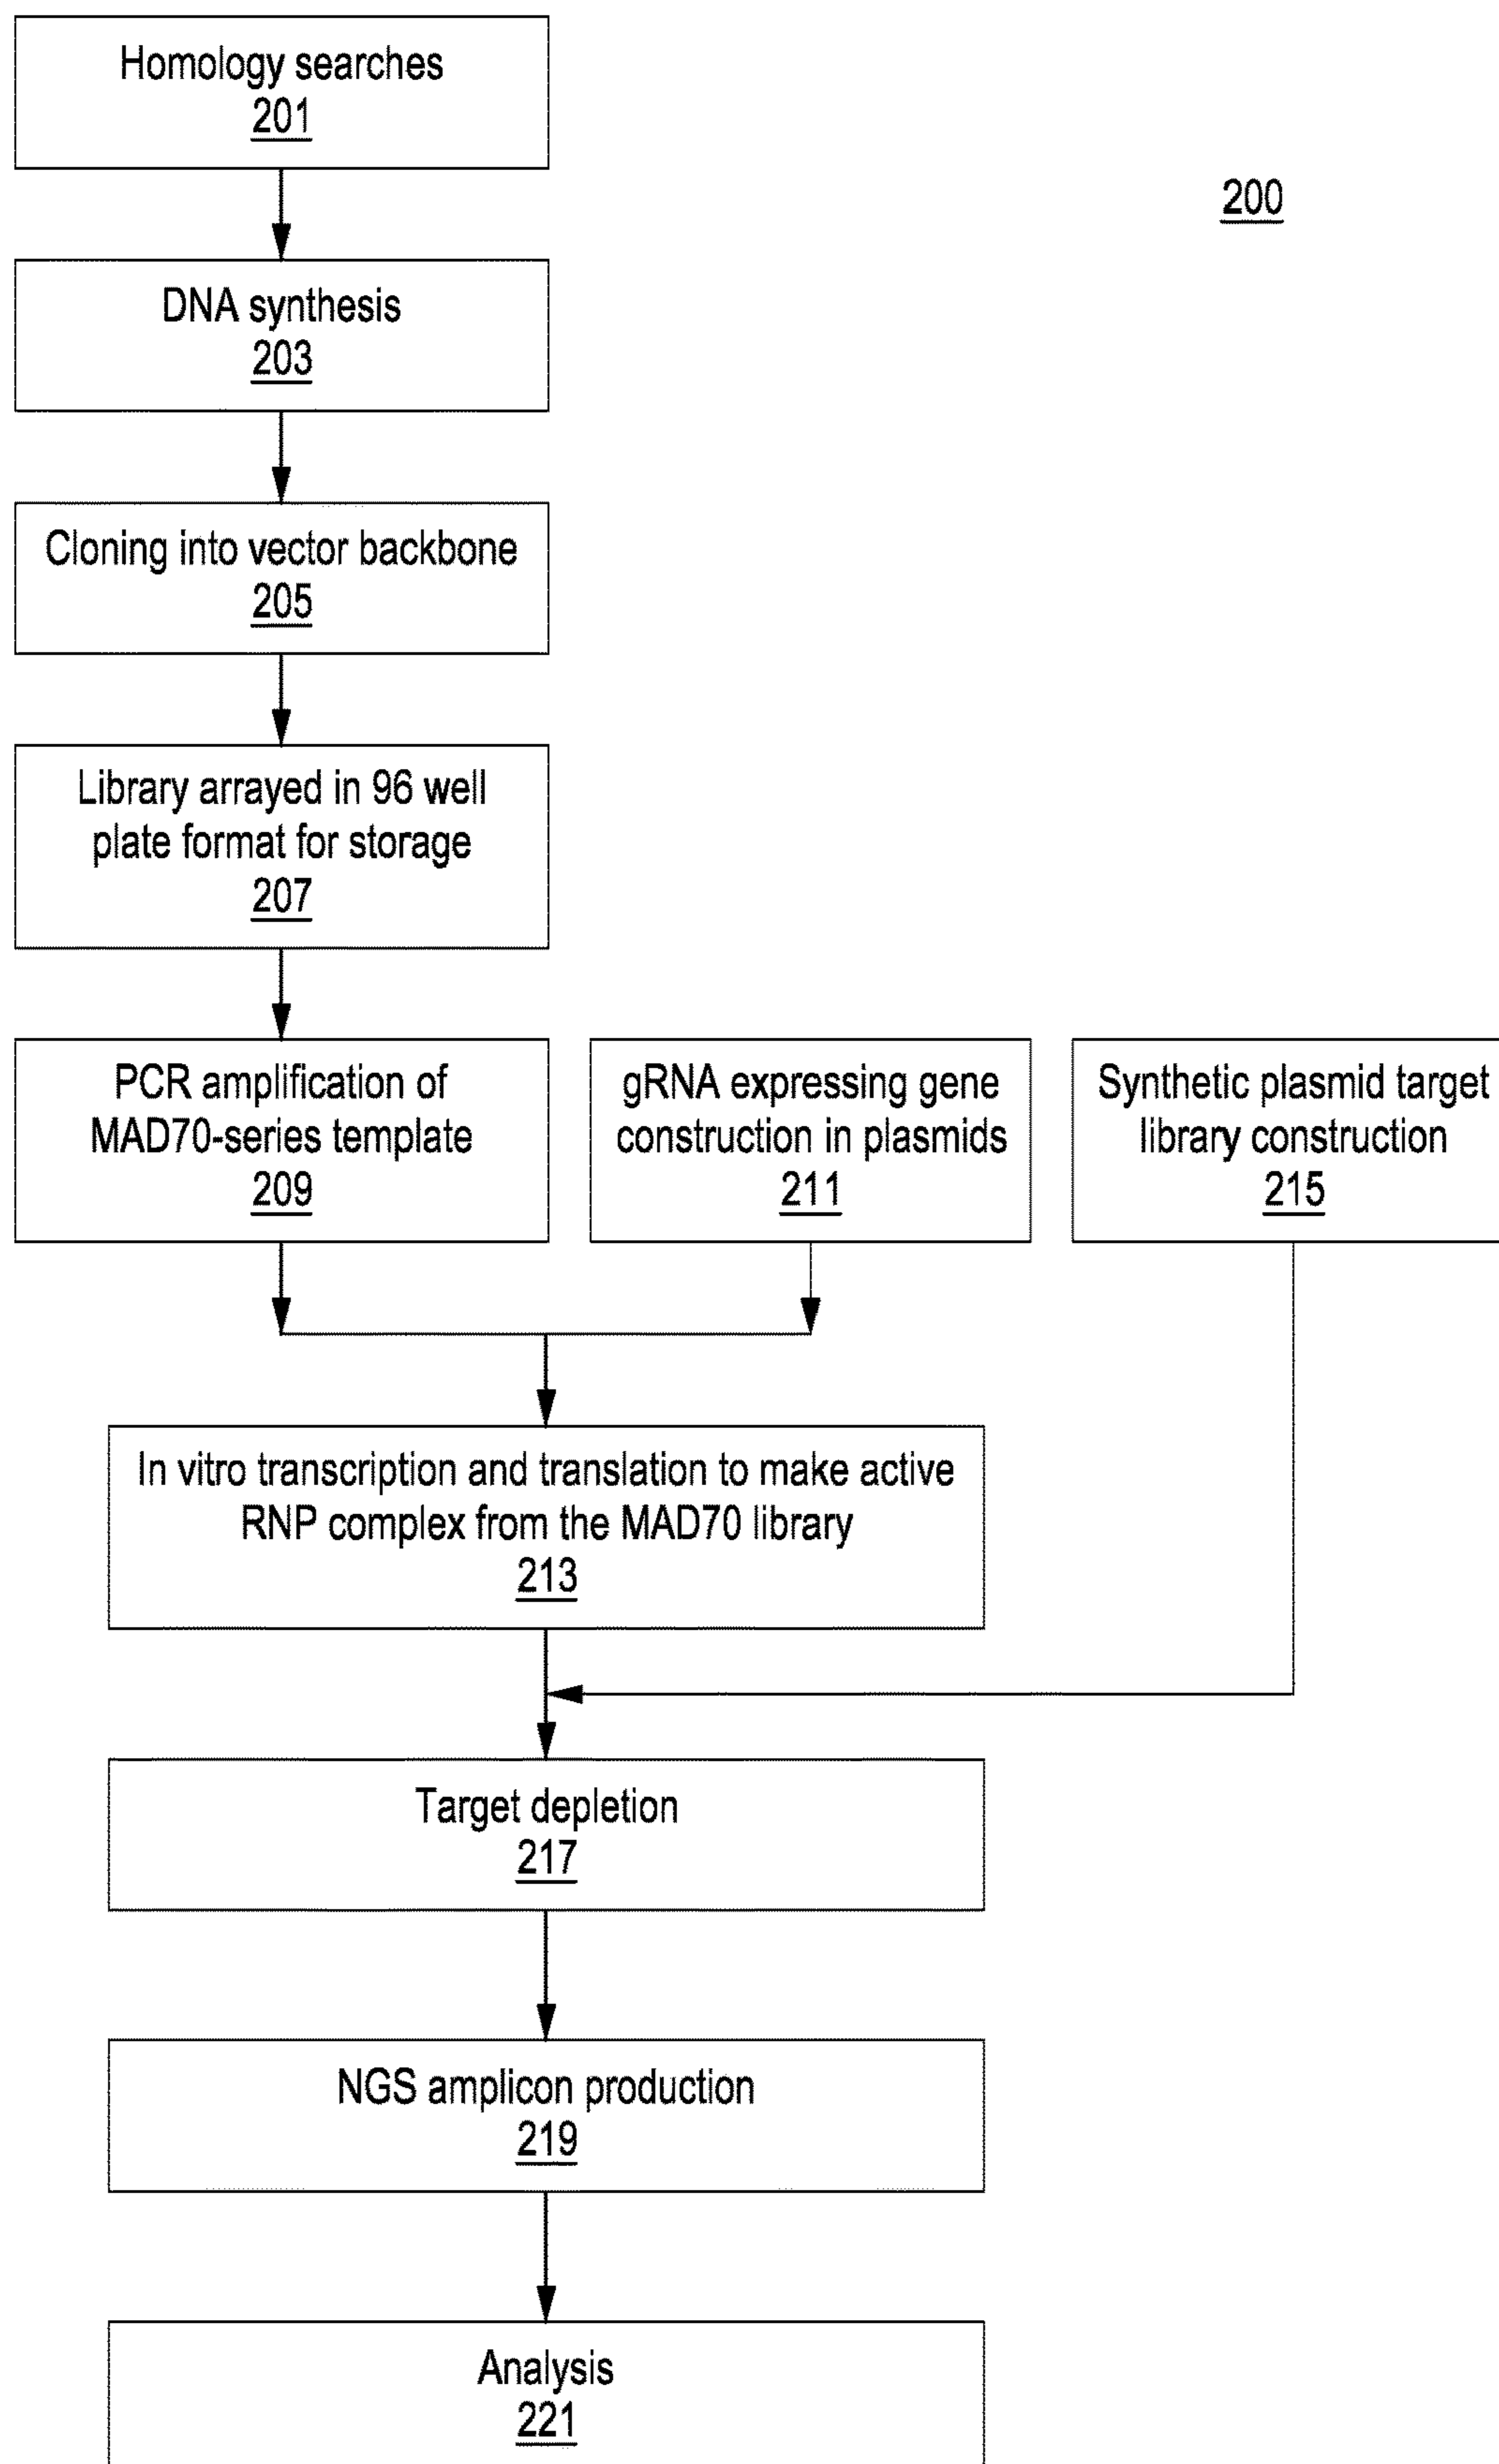 Homology searches
201
200
DNA synthesis
203
Cloning into vector backbone
205
Library arrayed in 96 well
plate format for storage
207
PCR amplification of
MAD70-series template
209
gRNA expressing gene
construction in plasmids
211
Synthetic plasmid target
library construction
215
In vitro transcription and translation to make active
RNP complex from the MAD70 library
213
Target depletion
217
NGS amplicon production
219
Analysis
221